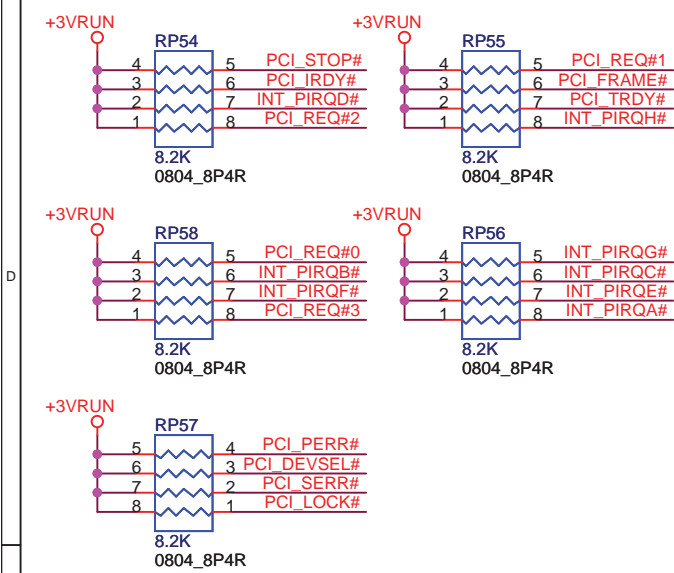 +3VRUN
RP54
4 5 PCI_STOP#
3 6 PCI_IRDY#
2 7 INT_PIRQD#
1 8 PCI_REQ#2
8.2K
0804_8P4R
+3VRUN
RP55
4 5 PCI_REQ#1
3 6 PCI_FRAME#
2 7 PCI_TRDY#
1 8 INT_PIRQH#
8.2K
0804_8P4R
D
+3VRUN
RP58
4 5 PCI_REQ#0
3 6 INT_PIRQB#
2 7 INT_PIRQF#
1 8 PCI_REQ#3
8.2K
0804_8P4R
+3VRUN
RP56
4 5 INT_PIRQG#
3 6 INT_PIRQC#
2 7 INT_PIRQE#
1 8 INT_PIRQA#
8.2K
0804_8P4R
+3VRUN
RP57
5 4 PCI_PERR#
6 3 PCI_DEVSEL#
7 2 PCI_SERR#
8 1 PCI_LOCK#
8.2K
0804_8P4R